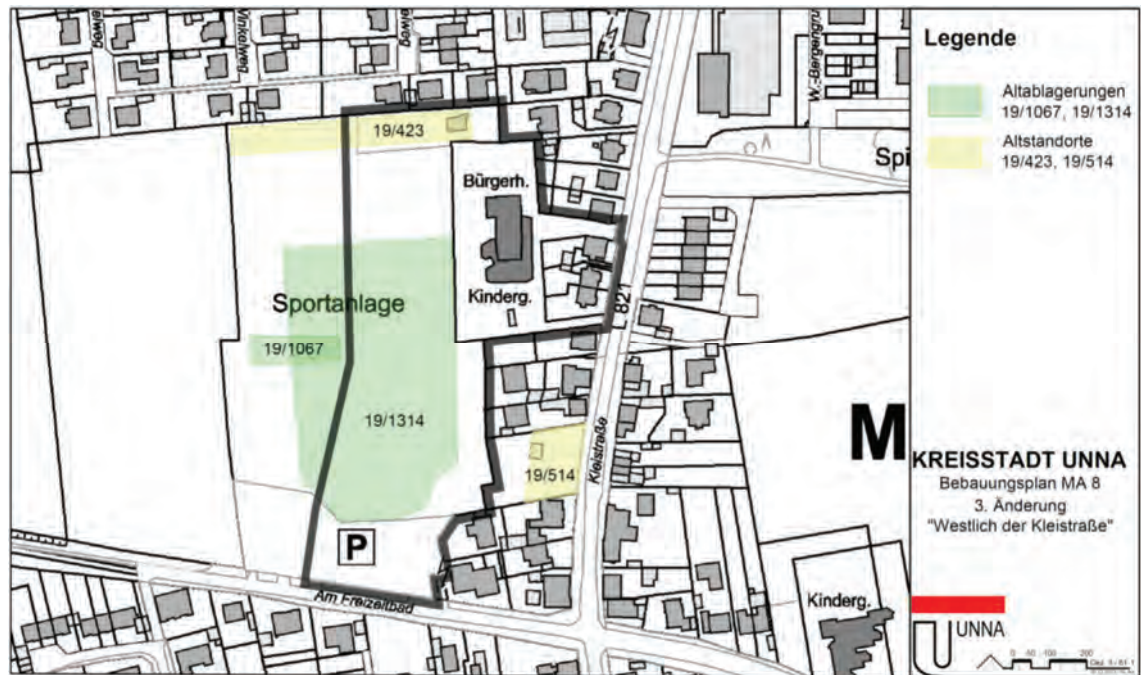 Winkelweg
W.-Bergengru
Legende
Altablagerungen
19/1067, 19/1314
Altstandorte
19/423, 19/514
19/423
Spi
Bürgerh.
Kinderg.
L 821
Sportanlage
19/1067
19/1314
M
19/514
Kleistraße
KREISSTADT UNNA
Bebauungsplan MA 8
3. Änderung
"Westlich der Kleistraße"
P
Am Freizeitbad
Kinderg.
UNNA